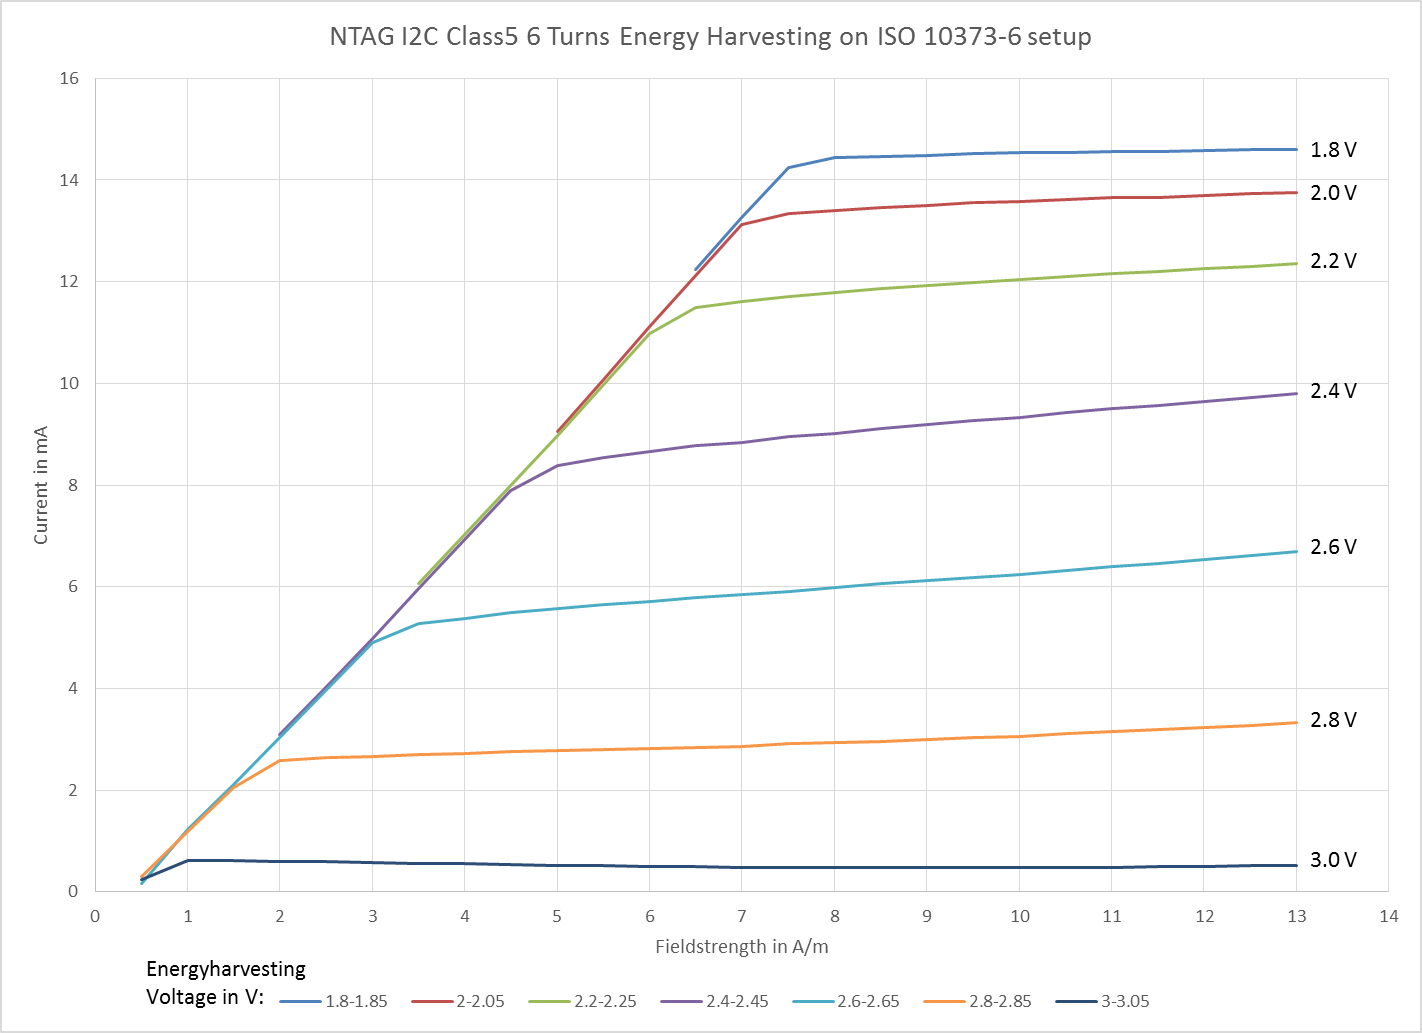 NTAG I2C Class5 6 Turns Energy Harvesting on ISO 10373-6 setup
16
14
12
10
8
6
4
2
0
Current in mA
1.8 V
2.0 V
2.2 V
2.4 V
2.6 V
2.8 V
3.0 V
0 1 2 3 4 5 6 7 8 9 10 11 12 13 14
Fieldstrength in A/m
Energyharvesting
Voltage in V: 1.8-1.85 2-2.05 2.2-2.25 2.4-2.45 2.6-2.65 2.8-2.85 3-3.05